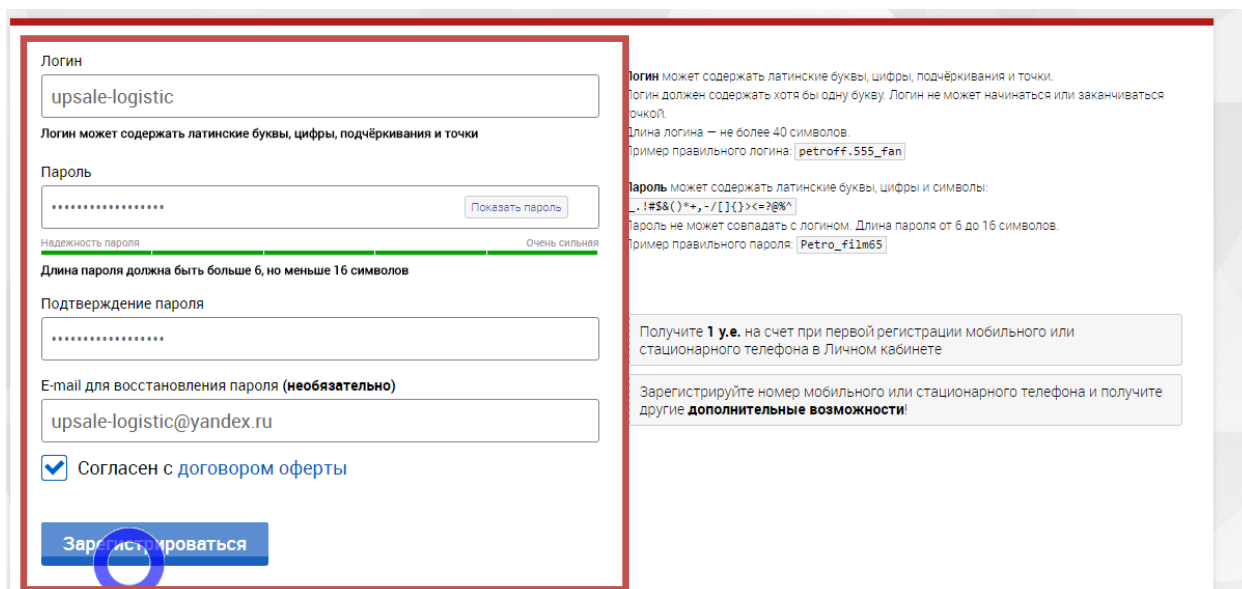 Логин
upsale-logistic
Логин может содержать латинские буквы, цифры, подчёркивания и точки
Пароль
•••••••••••••••••
Показать пароль
Надежность пароля
Очень сильная
Длина пароля должна быть больше 6, но меньше 16 символов
Подтверждение пароля
•••••••••••••••••
E-mail для восстановления пароля (необязательно)
upsale-logistic@yandex.ru
Согласен с договором оферты
Зарегистрироваться
Логин может содержать латинские буквы, цифры, подчёркивания и точки.
Логин должен содержать хотя бы одну букву. Логин не может начинаться или заканчиваться
точкой.
Длина логина — не более 40 символов.
Пример правильного логина: petroff.555_fan
Пароль может содержать латинские буквы, цифры и символы:
_.!#$&()*+,-/[]{}><=?@%^
Пароль не может совпадать с логином. Длина пароля от 6 до 16 символов.
Пример правильного пароля: Petro_film65
Получите 1 у.е. на счет при первой регистрации мобильного или
стационарного телефона в Личном кабинете
Зарегистрируйте номер мобильного или стационарного телефона и получите
другие дополнительные возможности!